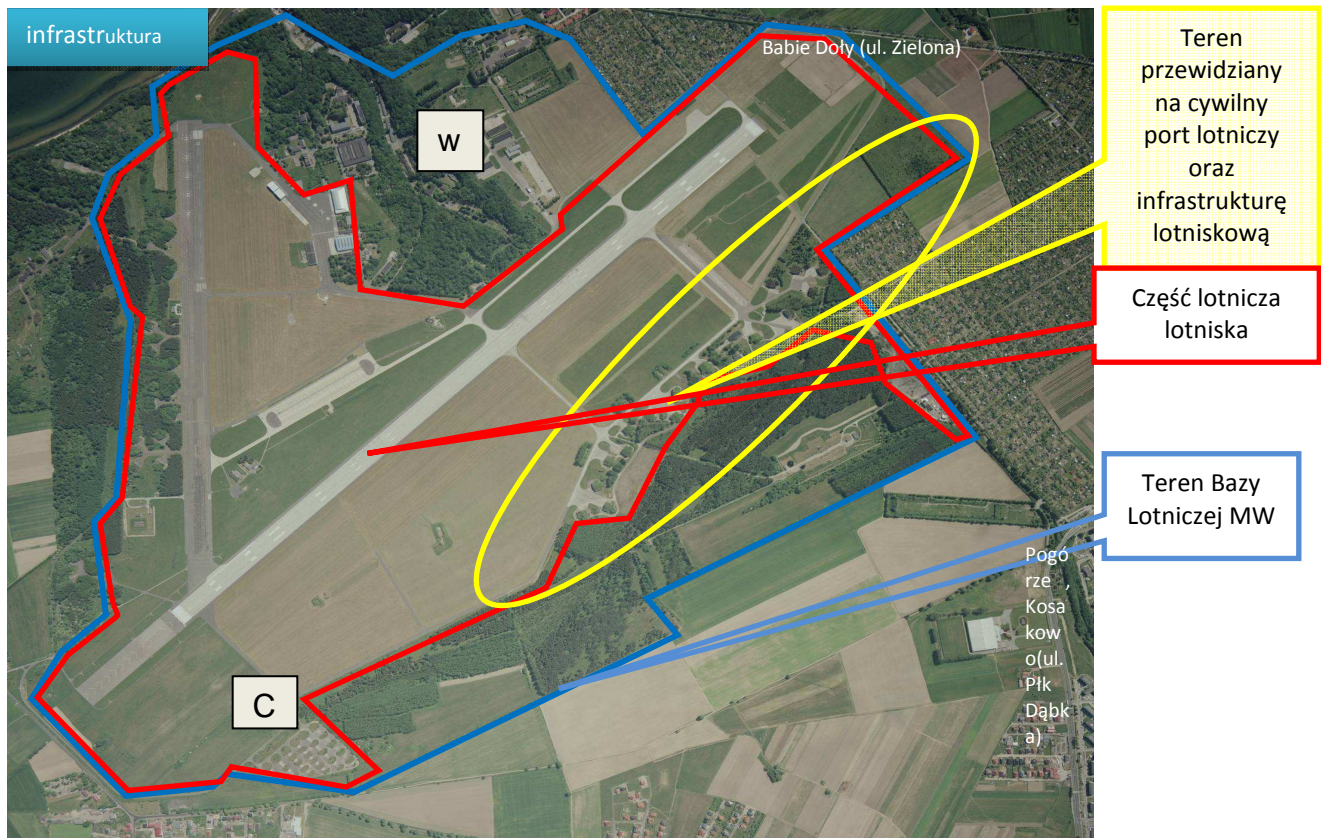 infrastruktura
Babie Doły (ul. Zielona)
w
C
Pogó
rze ,
Kosa
kow
o(ul.
Płk
Dąbk
a)
Teren
przewidziany
na cywilny
port lotniczy
oraz
infrastrukturę
lotniskową
Część lotnicza
lotniska
Teren Bazy
Lotniczej MW